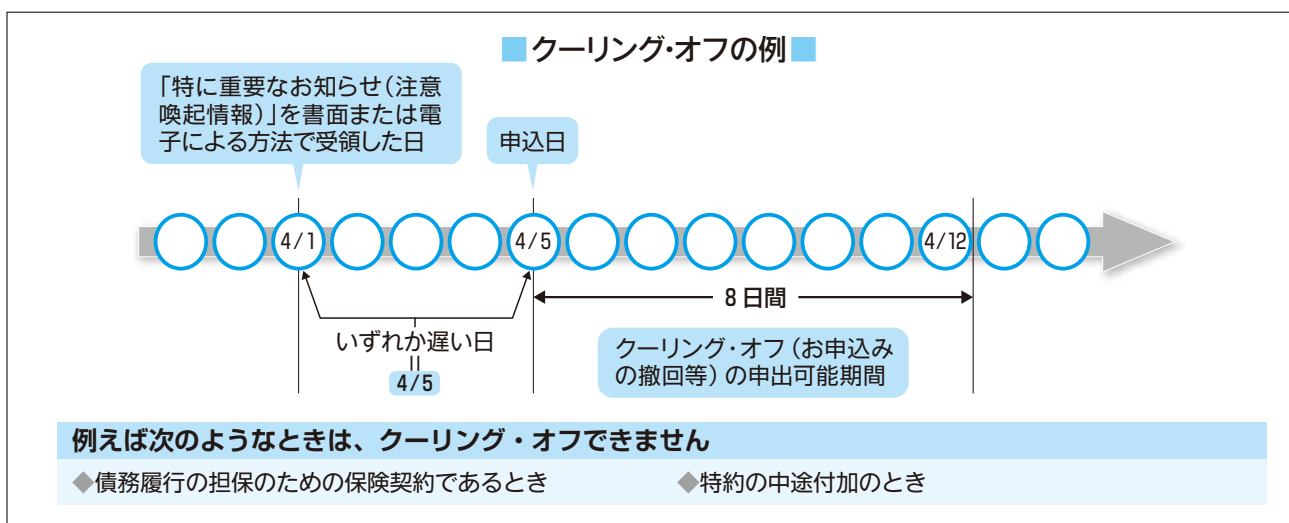 ■クーリング・オフの例■
「特に重要なお知らせ(注意
喚起情報)」を書面または電
子による方法で受領した日
申込日
4/1
4/5
4/12
8日間
いずれか遅い日
=
4/5
クーリング・オフ(お申込み
の撤回等)の申出可能期間
例えば次のようなときは、クーリング・オフできません
◆債務履行の担保のための保険契約であるとき
◆特約の中途付加のとき